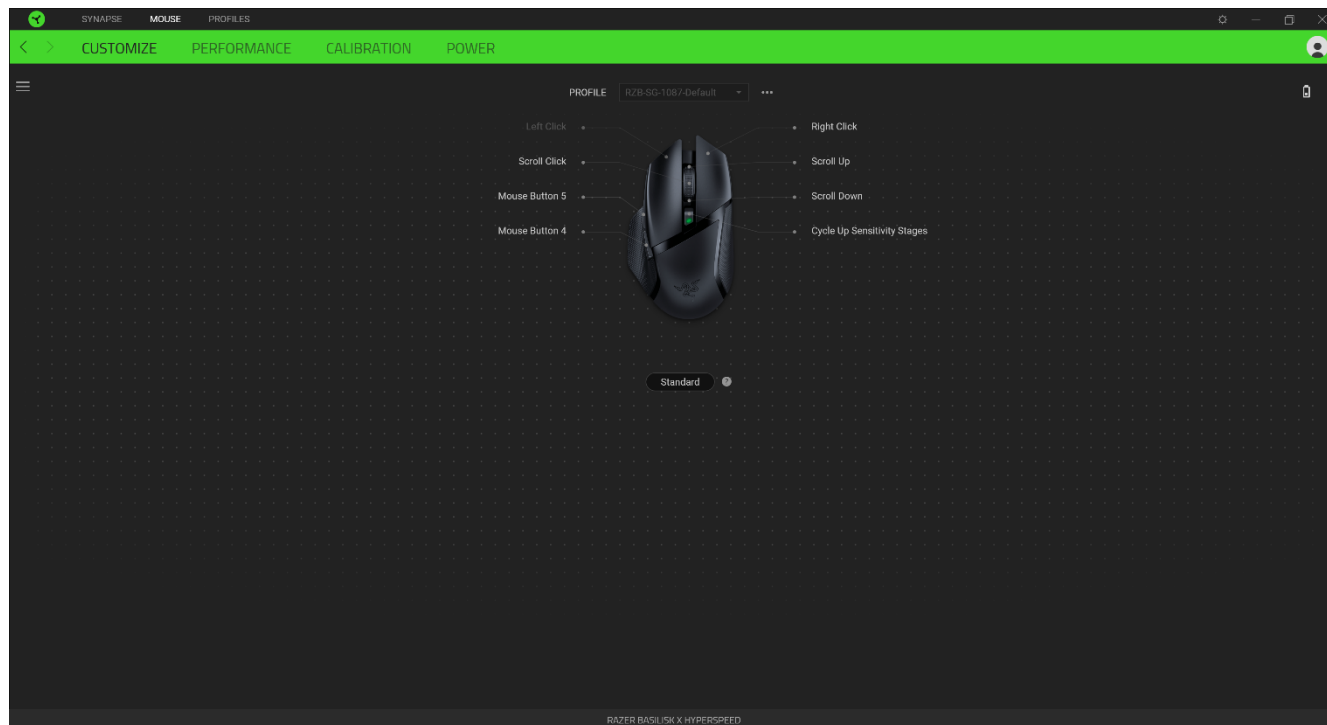 SYNAPSE MOUSE PROFILES
CUSTOMIZE PERFORMANCE CALIBRATION POWER
PROFILE RZB-SG-1087-Default
Left Click Right Click
Scroll Click Scroll Up
Mouse Button 5 Scroll Down
Mouse Button 4 Cycle Up Sensitivity Stages
Standard ?
RAZER BASILISK X HYPERSPEED